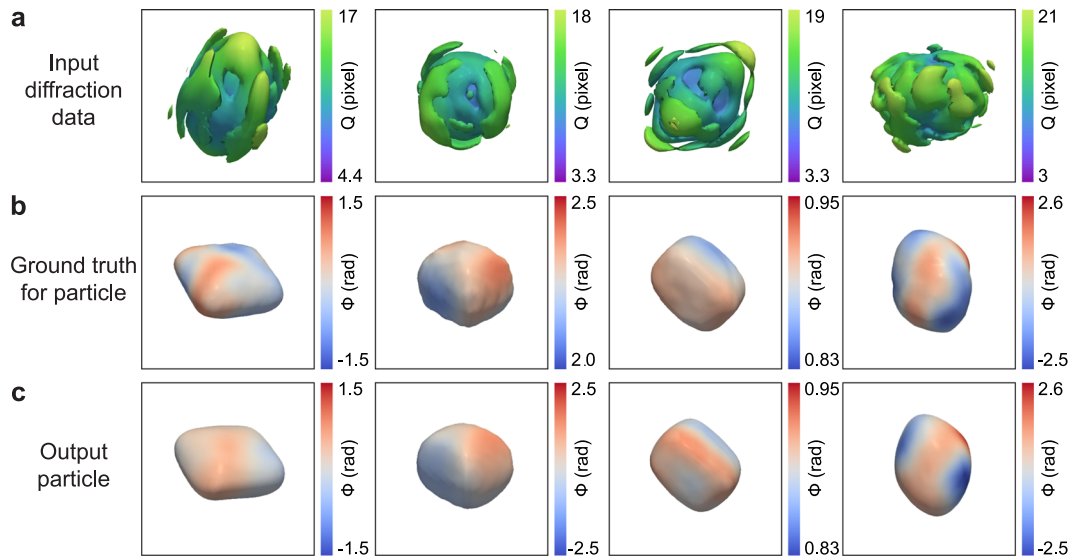 a
Input
diffraction
data
17
Q (pixel)
4.4
18
Q (pixel)
3.3
19
Q (pixel)
3.3
21
Q (pixel)
3
b
Ground truth
for particle
1.5
Φ (rad)
-1.5
2.5
Φ (rad)
2.0
0.95
Φ (rad)
0.83
2.6
Φ (rad)
-2.5
c
Output
particle
1.5
Φ (rad)
-1.5
2.5
Φ (rad)
-2.5
0.95
Φ (rad)
0.83
2.6
Φ (rad)
-2.5